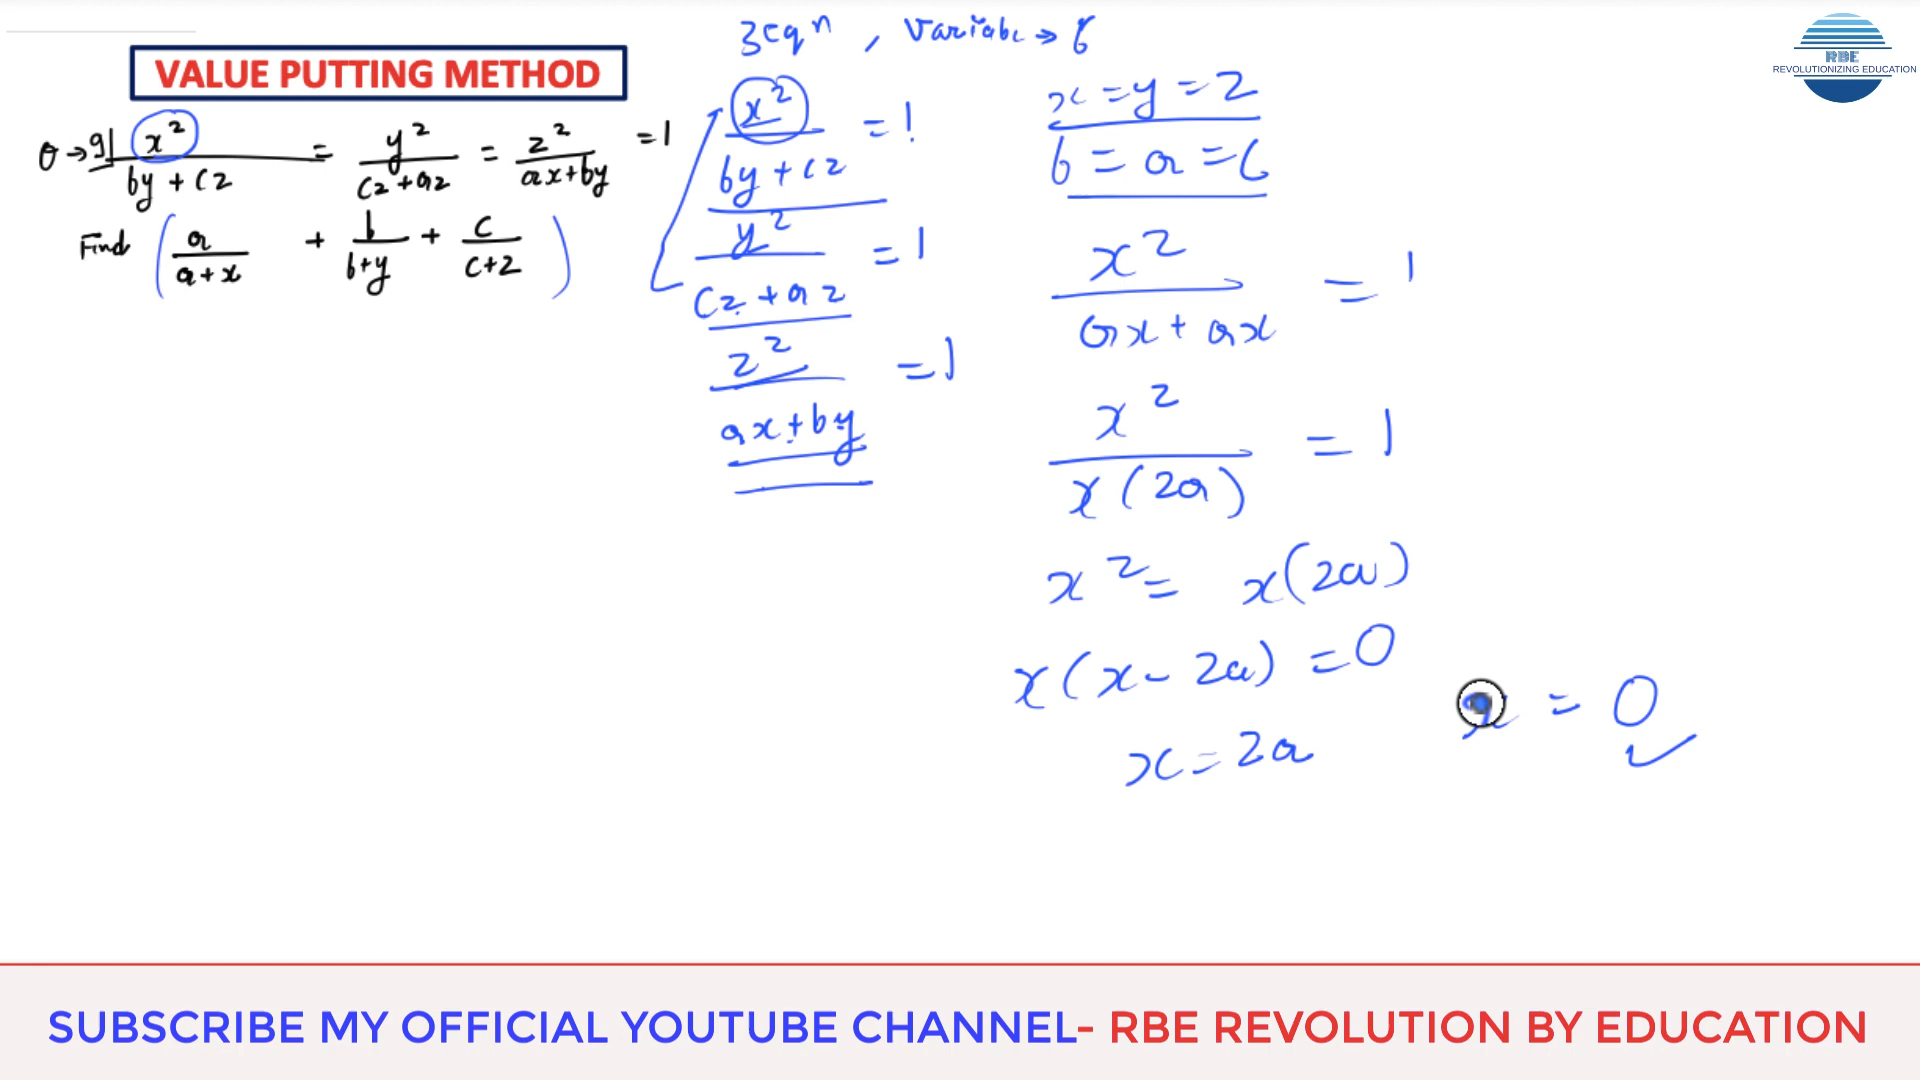 3eqn , Variabl → 6
RBE
REVOLUTIONIZING EDUCATION
VALUE PUTTING METHOD
Q → 9| x² / (by + cz) = y² / (cz + az) = z² / (ax + by) = 1
Find ( a / (a + x) + b / (b + y) + c / (c + z) )
x² / (by + cz) = 1
y² / (cz + az) = 1
z² / (ax + by) = 1
x = y = z
b = a = c
x² / (ax + ax) = 1
x² / x(2a) = 1
x² = x(2a)
x(x - 2a) = 0
x = 2a
x = 0
SUBSCRIBE MY OFFICIAL YOUTUBE CHANNEL- RBE REVOLUTION BY EDUCATION